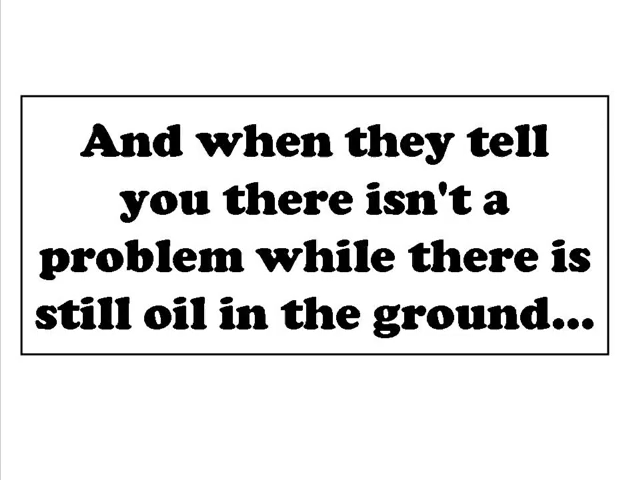 And when they tell
you there isn't a
problem while there is
still oil in the ground...